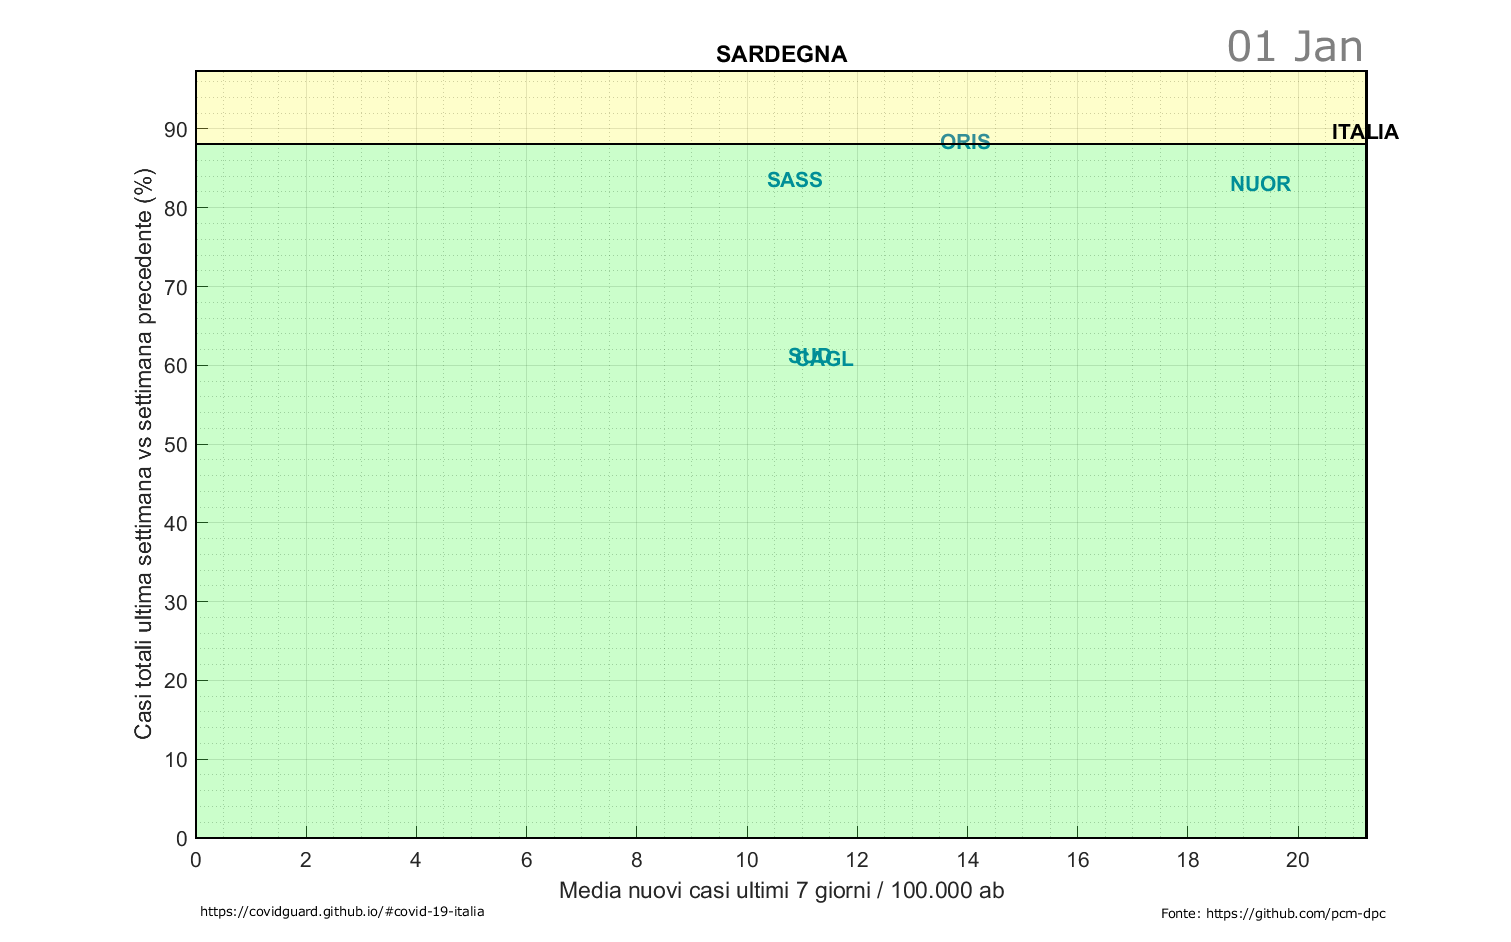 01 Jan
SARDEGNA
90
80
70
60
50
40
30
20
10
0
Casi totali ultima settimana vs settimana precedente (%)
ITALIA
ORIS
SASS
NUOR
SUD
CAGL
0 2 4 6 8 10 12 14 16 18 20
Media nuovi casi ultimi 7 giorni / 100.000 ab
https://covidguard.github.io/#covid-19-italia
Fonte: https://github.com/pcm-dpc